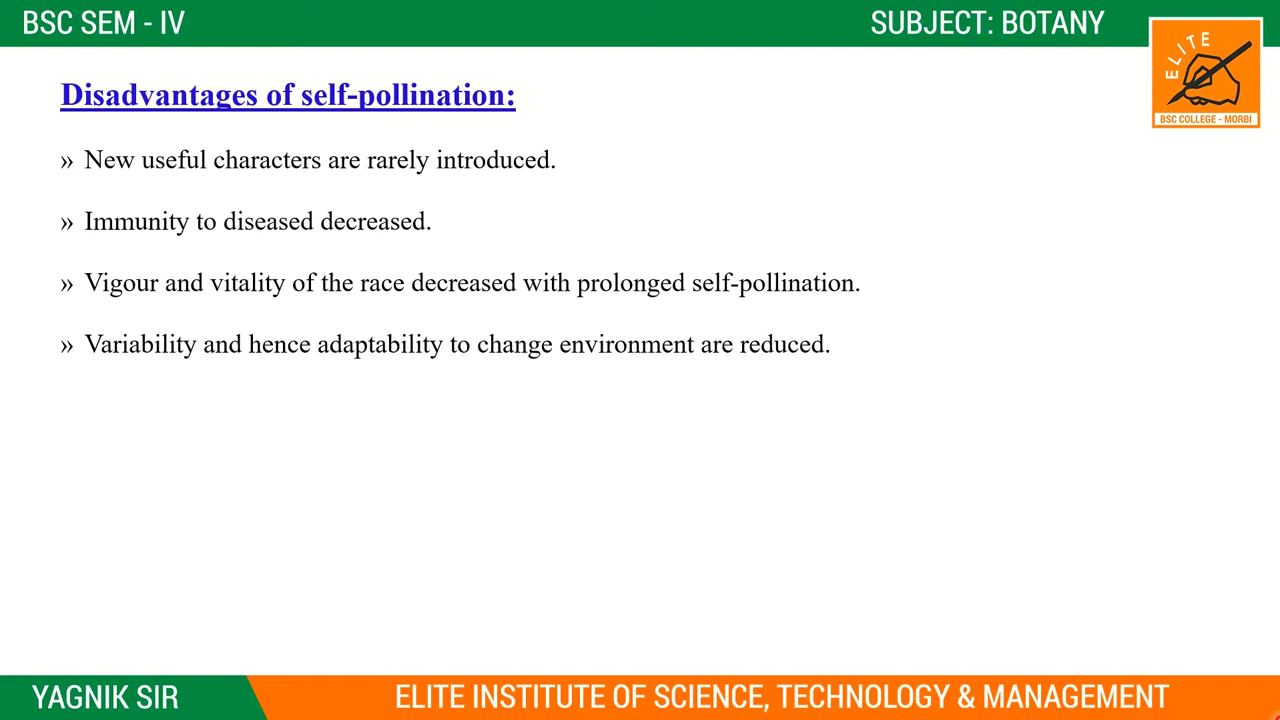 BSC SEM - IV
SUBJECT: BOTANY
ELITE
BSC COLLEGE - MORBI
Disadvantages of self-pollination:
» New useful characters are rarely introduced.
» Immunity to diseased decreased.
» Vigour and vitality of the race decreased with prolonged self-pollination.
» Variability and hence adaptability to change environment are reduced.
YAGNIK SIR
ELITE INSTITUTE OF SCIENCE, TECHNOLOGY & MANAGEMENT